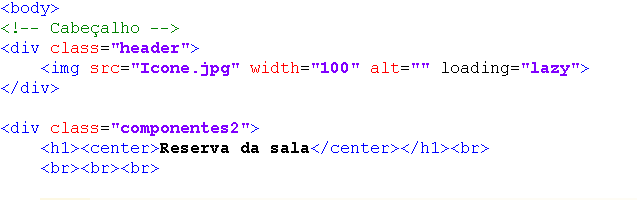 <body>
<!-- Cabeçalho -->
<div class="header">
<img src="Icone.jpg" width="100" alt="" loading="lazy">
</div>
<div class="componentes2">
<h1><center>Reserva da sala</center></h1><br>
<br><br><br>